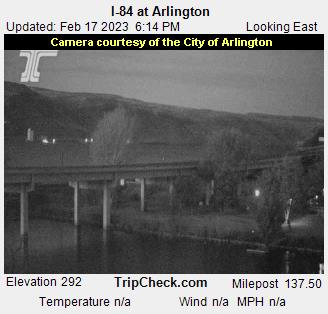 I-84 at Arlington
Updated: Feb 17 2023 6:14 PM Looking East
Camera courtesy of the City of Arlington
Elevation 292 TripCheck.com Milepost 137.50
Temperature n/a Wind n/a MPH n/a